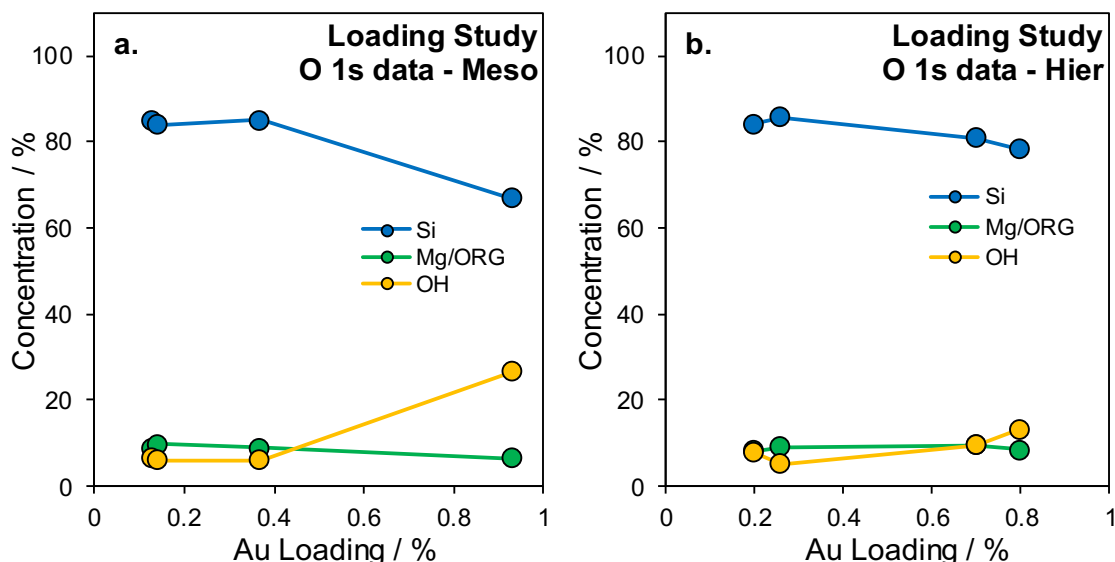 a.
Loading Study
O 1s data - Meso
Concentration / %
100
80
60
40
20
0
Si
Mg/ORG
OH
0 0.2 0.4 0.6 0.8 1
Au Loading / %
b.
Loading Study
O 1s data - Hier
Concentration / %
100
80
60
40
20
0
Si
Mg/ORG
OH
0 0.2 0.4 0.6 0.8 1
Au Loading / %